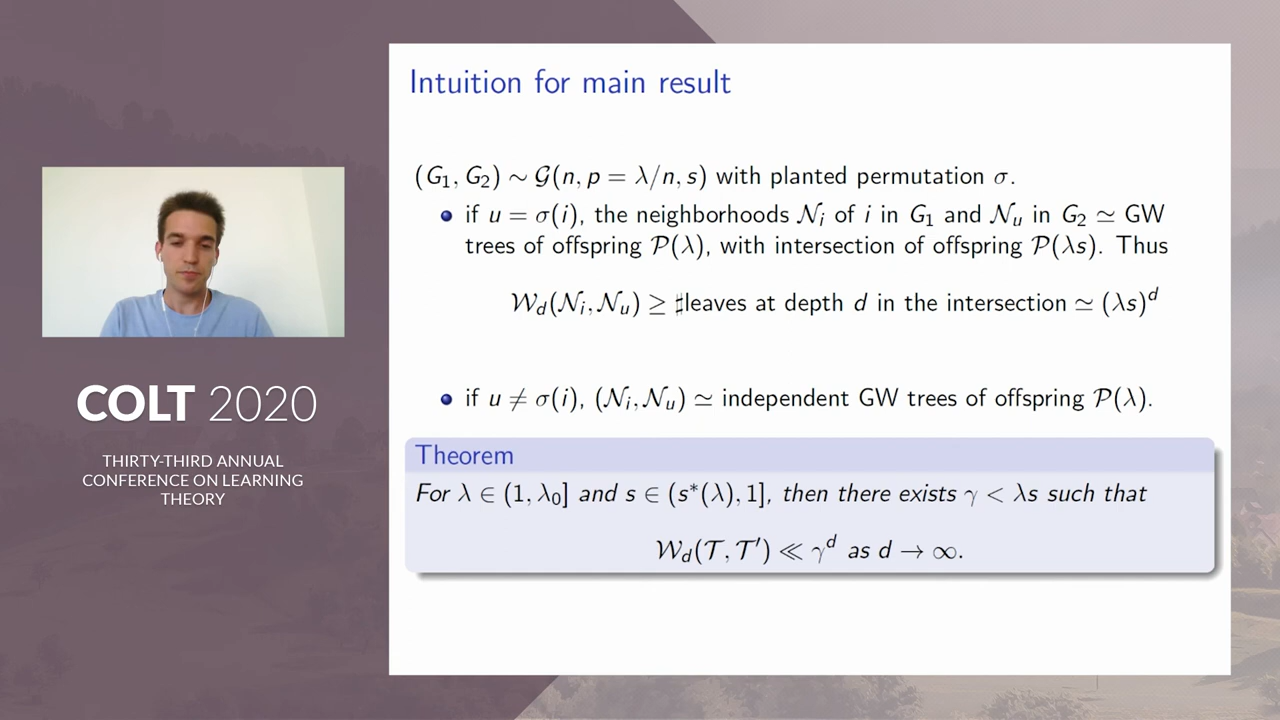 Intuition for main result
(G₁, G₂) ∼ 𝒢(n, p = λ/n, s) with planted permutation σ.
• if u = σ(i), the neighborhoods 𝒩ᵢ of i in G₁ and 𝒩ᵤ in G₂ ≃ GW
trees of offspring 𝒫(λ), with intersection of offspring 𝒫(λs). Thus
𝒲_d(𝒩ᵢ, 𝒩ᵤ) ≥ ♯leaves at depth d in the intersection ≃ (λs)^d
• if u ≠ σ(i), (𝒩ᵢ, 𝒩ᵤ) ≃ independent GW trees of offspring 𝒫(λ).
Theorem
For λ ∈ (1, λ₀] and s ∈ (s*(λ), 1], then there exists γ < λs such that
𝒲_d(𝒯, 𝒯′) ≪ γ^d as d → ∞.
COLT 2020
THIRTY-THIRD ANNUAL
CONFERENCE ON LEARNING
THEORY